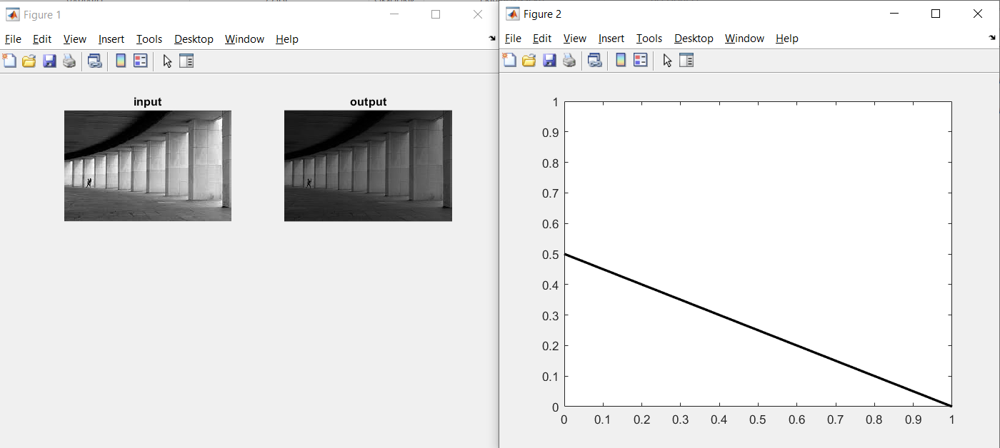 Figure 1
File Edit View Insert Tools Desktop Window Help
input
output
Figure 2
File Edit View Insert Tools Desktop Window Help
1
0.9
0.8
0.7
0.6
0.5
0.4
0.3
0.2
0.1
0
0 0.1 0.2 0.3 0.4 0.5 0.6 0.7 0.8 0.9 1